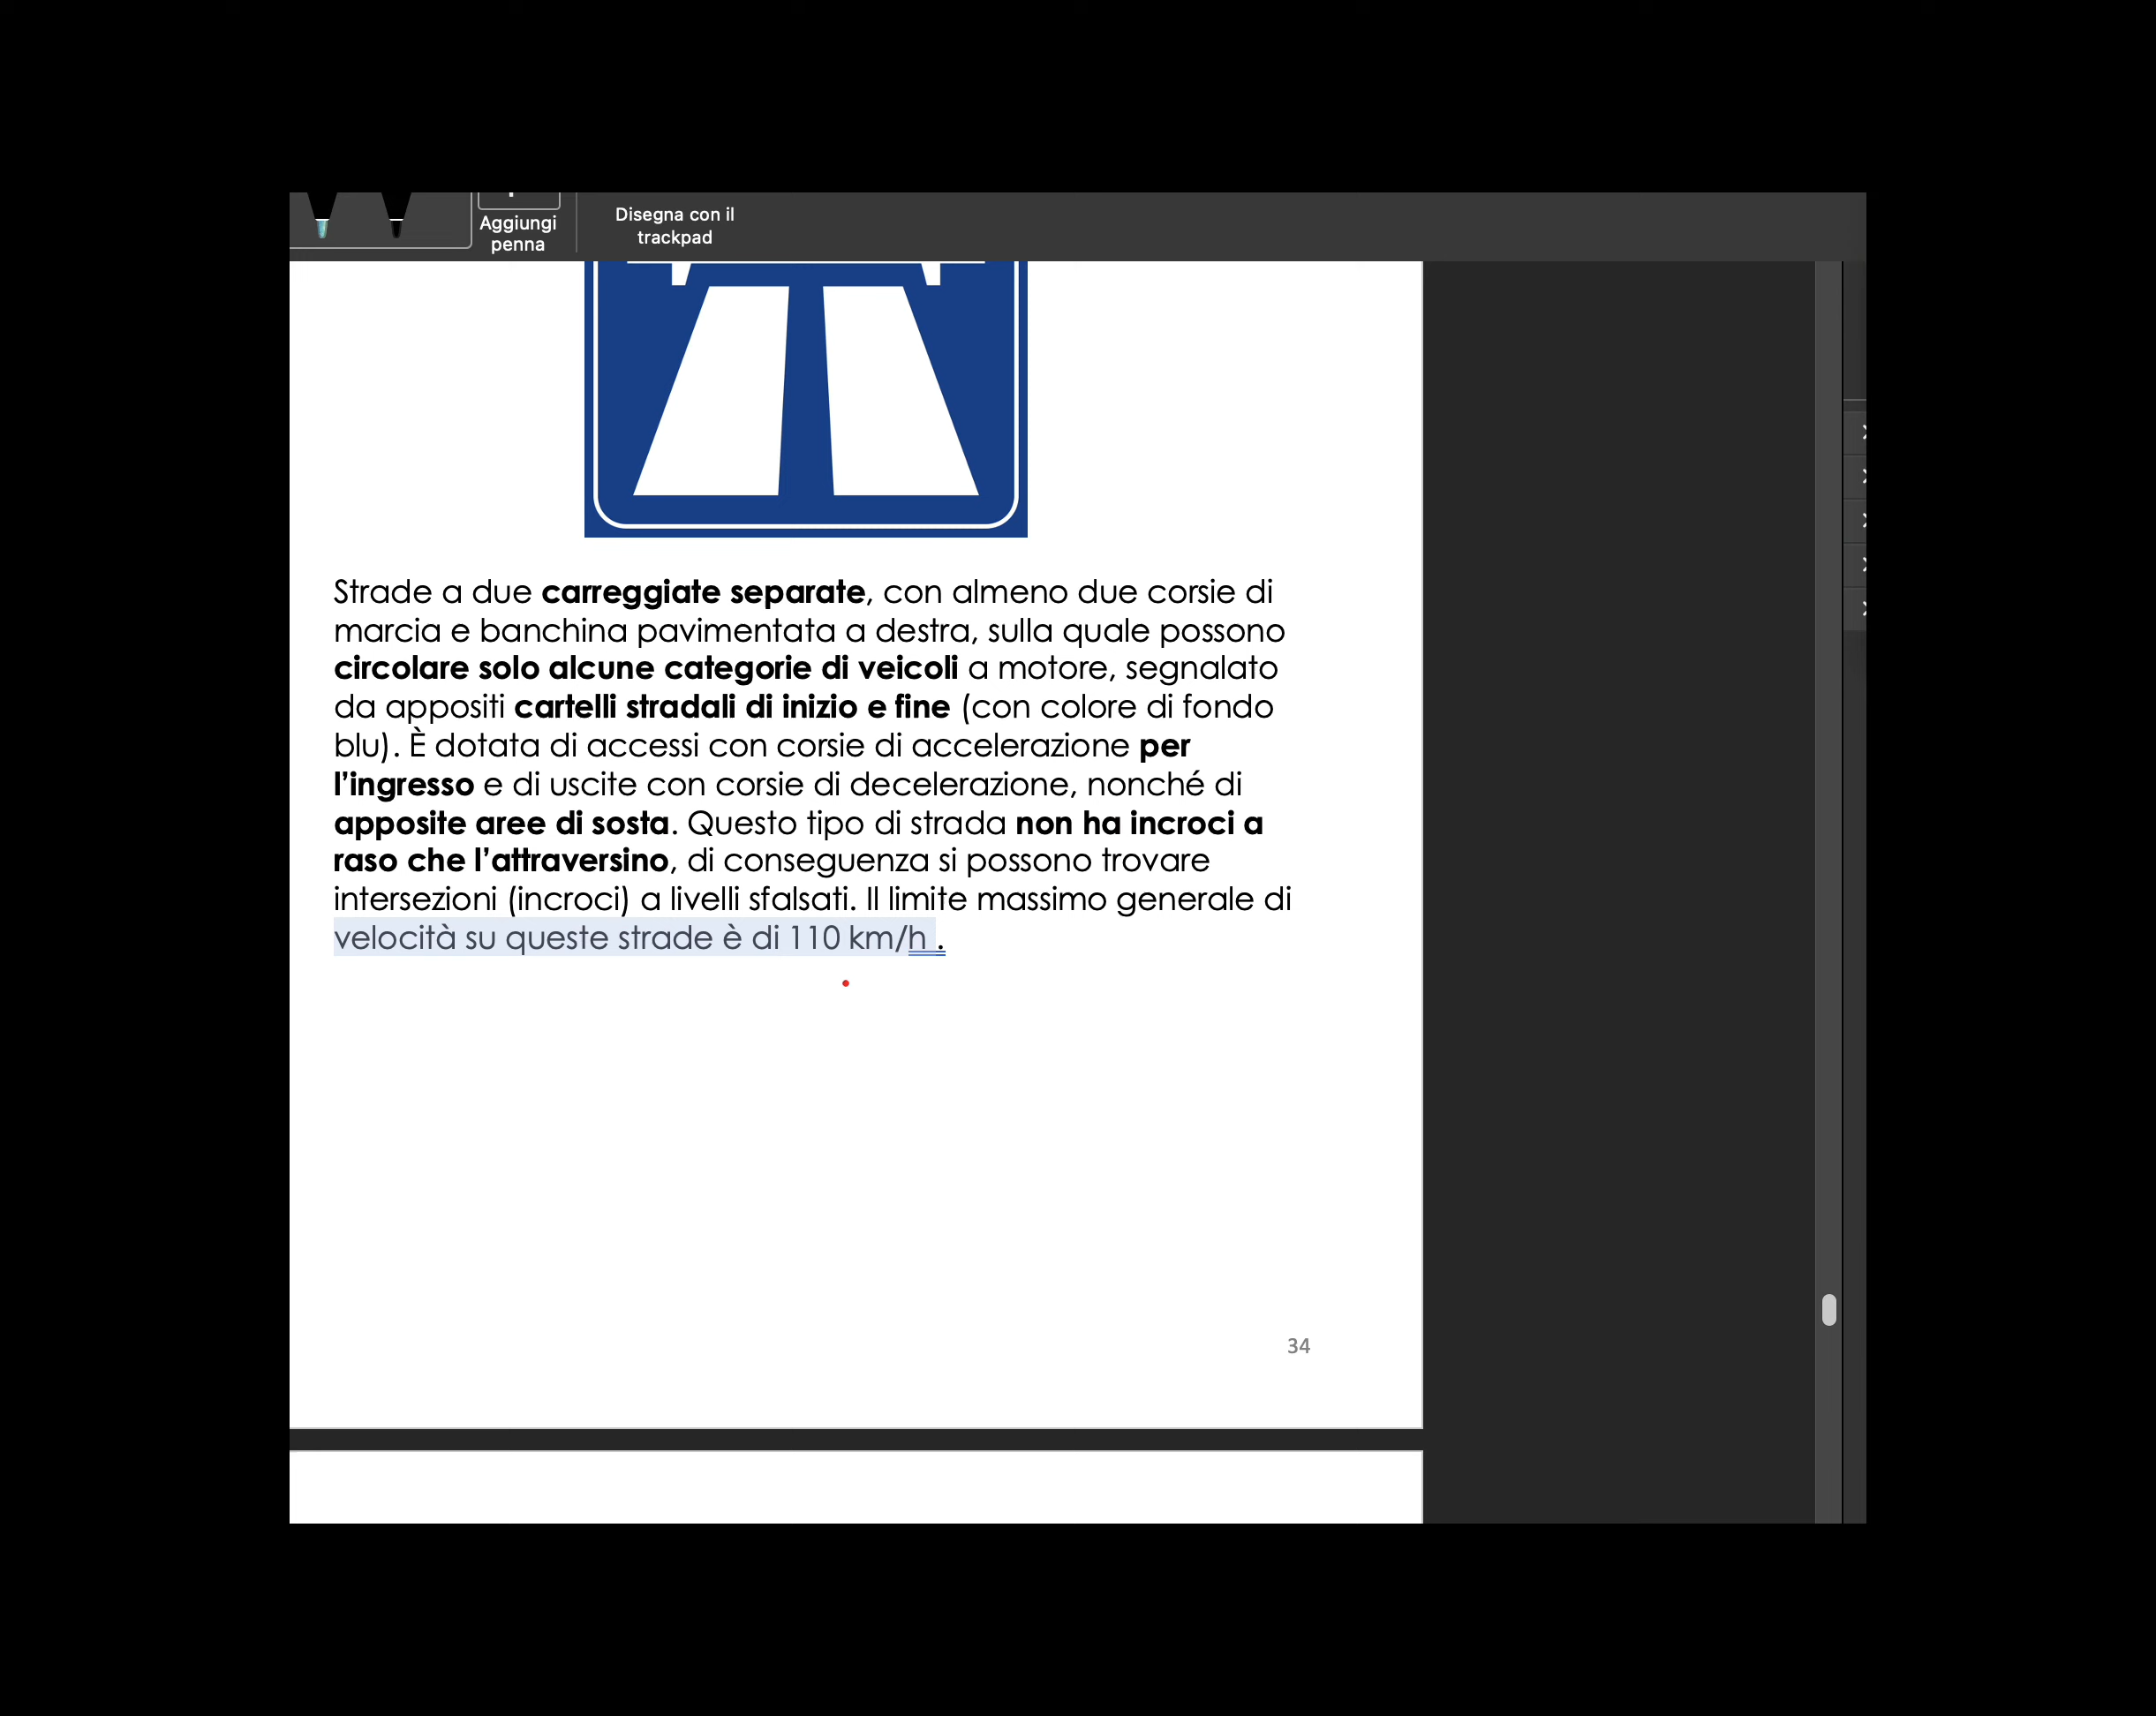 Aggiungi
penna
Disegna con il
trackpad
Strade a due carreggiate separate, con almeno due corsie di
marcia e banchina pavimentata a destra, sulla quale possono
circolare solo alcune categorie di veicoli a motore, segnalato
da appositi cartelli stradali di inizio e fine (con colore di fondo
blu). È dotata di accessi con corsie di accelerazione per
l’ingresso e di uscite con corsie di decelerazione, nonché di
apposite aree di sosta. Questo tipo di strada non ha incroci a
raso che l’attraversino, di conseguenza si possono trovare
intersezioni (incroci) a livelli sfalsati. Il limite massimo generale di
velocità su queste strade è di 110 km/h .
34